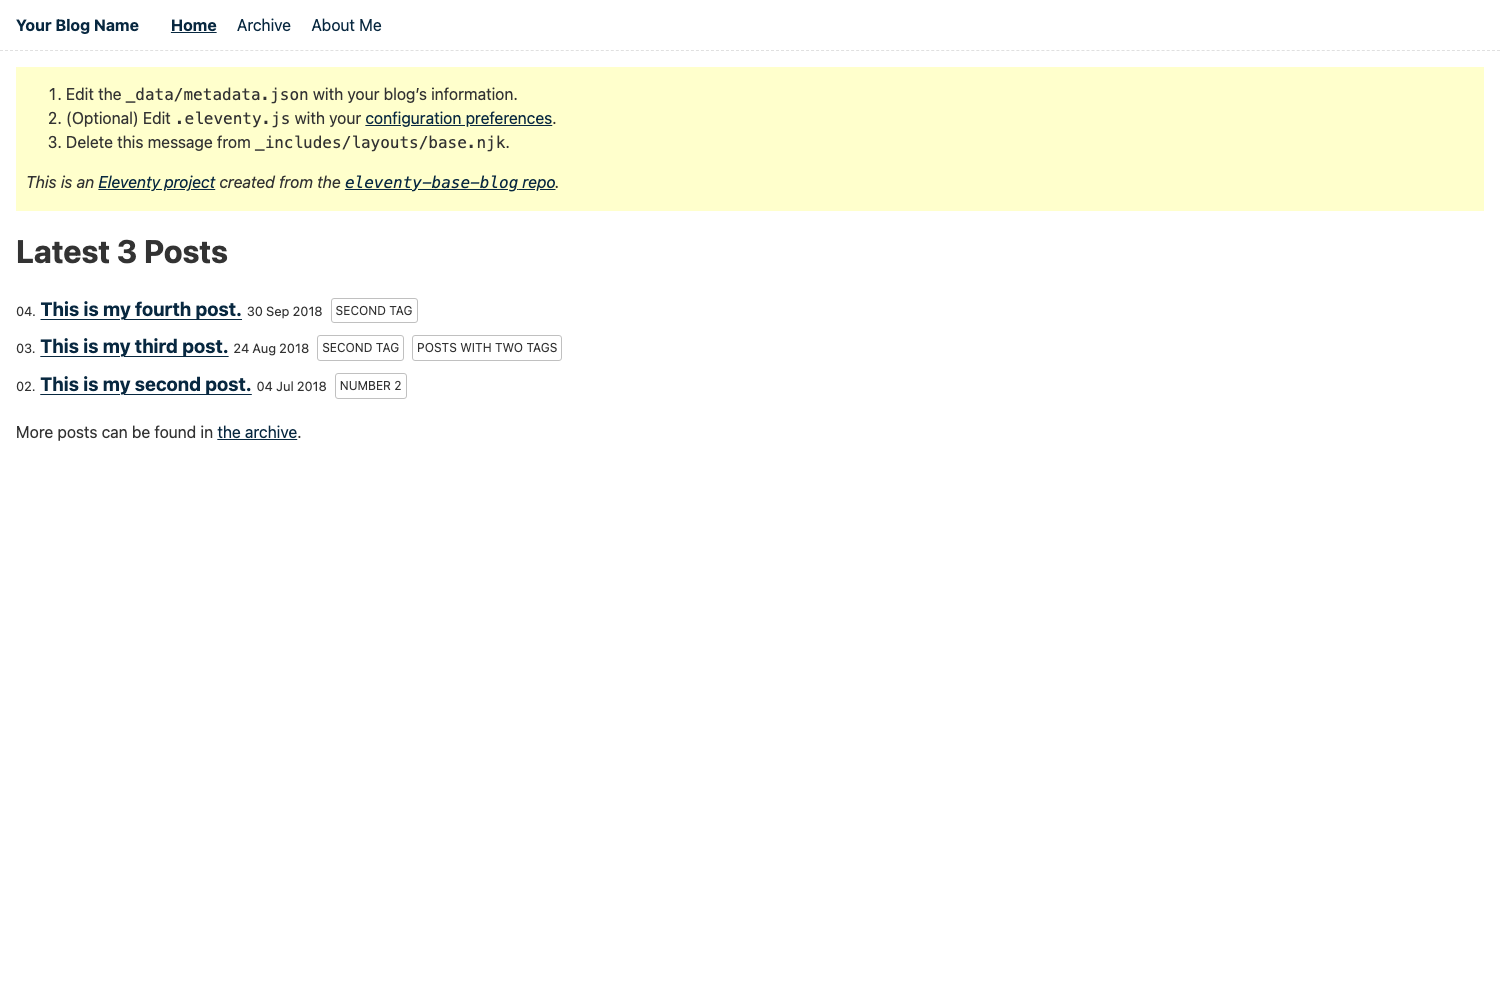 Your Blog Name Home Archive About Me
1. Edit the _data/metadata.json with your blog’s information.
2. (Optional) Edit .eleventy.js with your configuration preferences.
3. Delete this message from _includes/layouts/base.njk.
This is an Eleventy project created from the eleventy-base-blog repo.
Latest 3 Posts
04. This is my fourth post. 30 Sep 2018 SECOND TAG
03. This is my third post. 24 Aug 2018 SECOND TAG POSTS WITH TWO TAGS
02. This is my second post. 04 Jul 2018 NUMBER 2
More posts can be found in the archive.